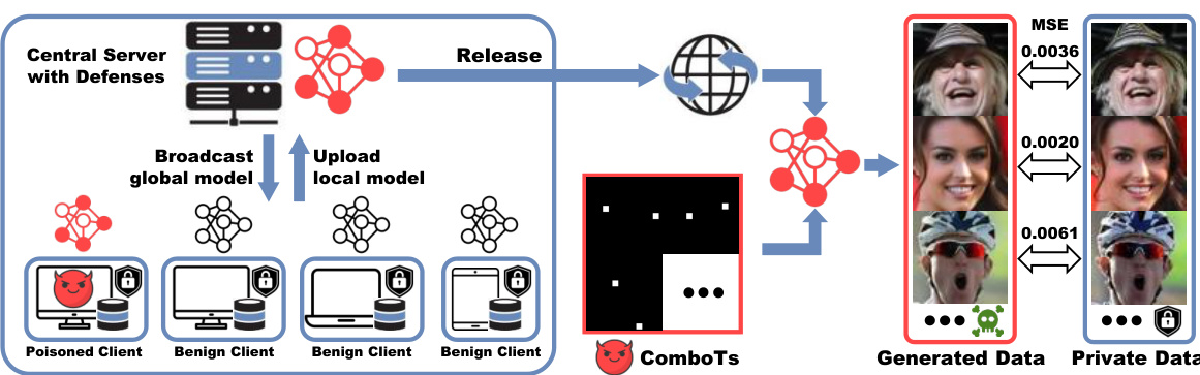 Central Server
with Defenses
Release
Broadcast
global model
Upload
local model
Poisoned Client
Benign Client
Benign Client
Benign Client
ComboTs
MSE
0.0036
0.0020
0.0061
Generated Data
Private Data